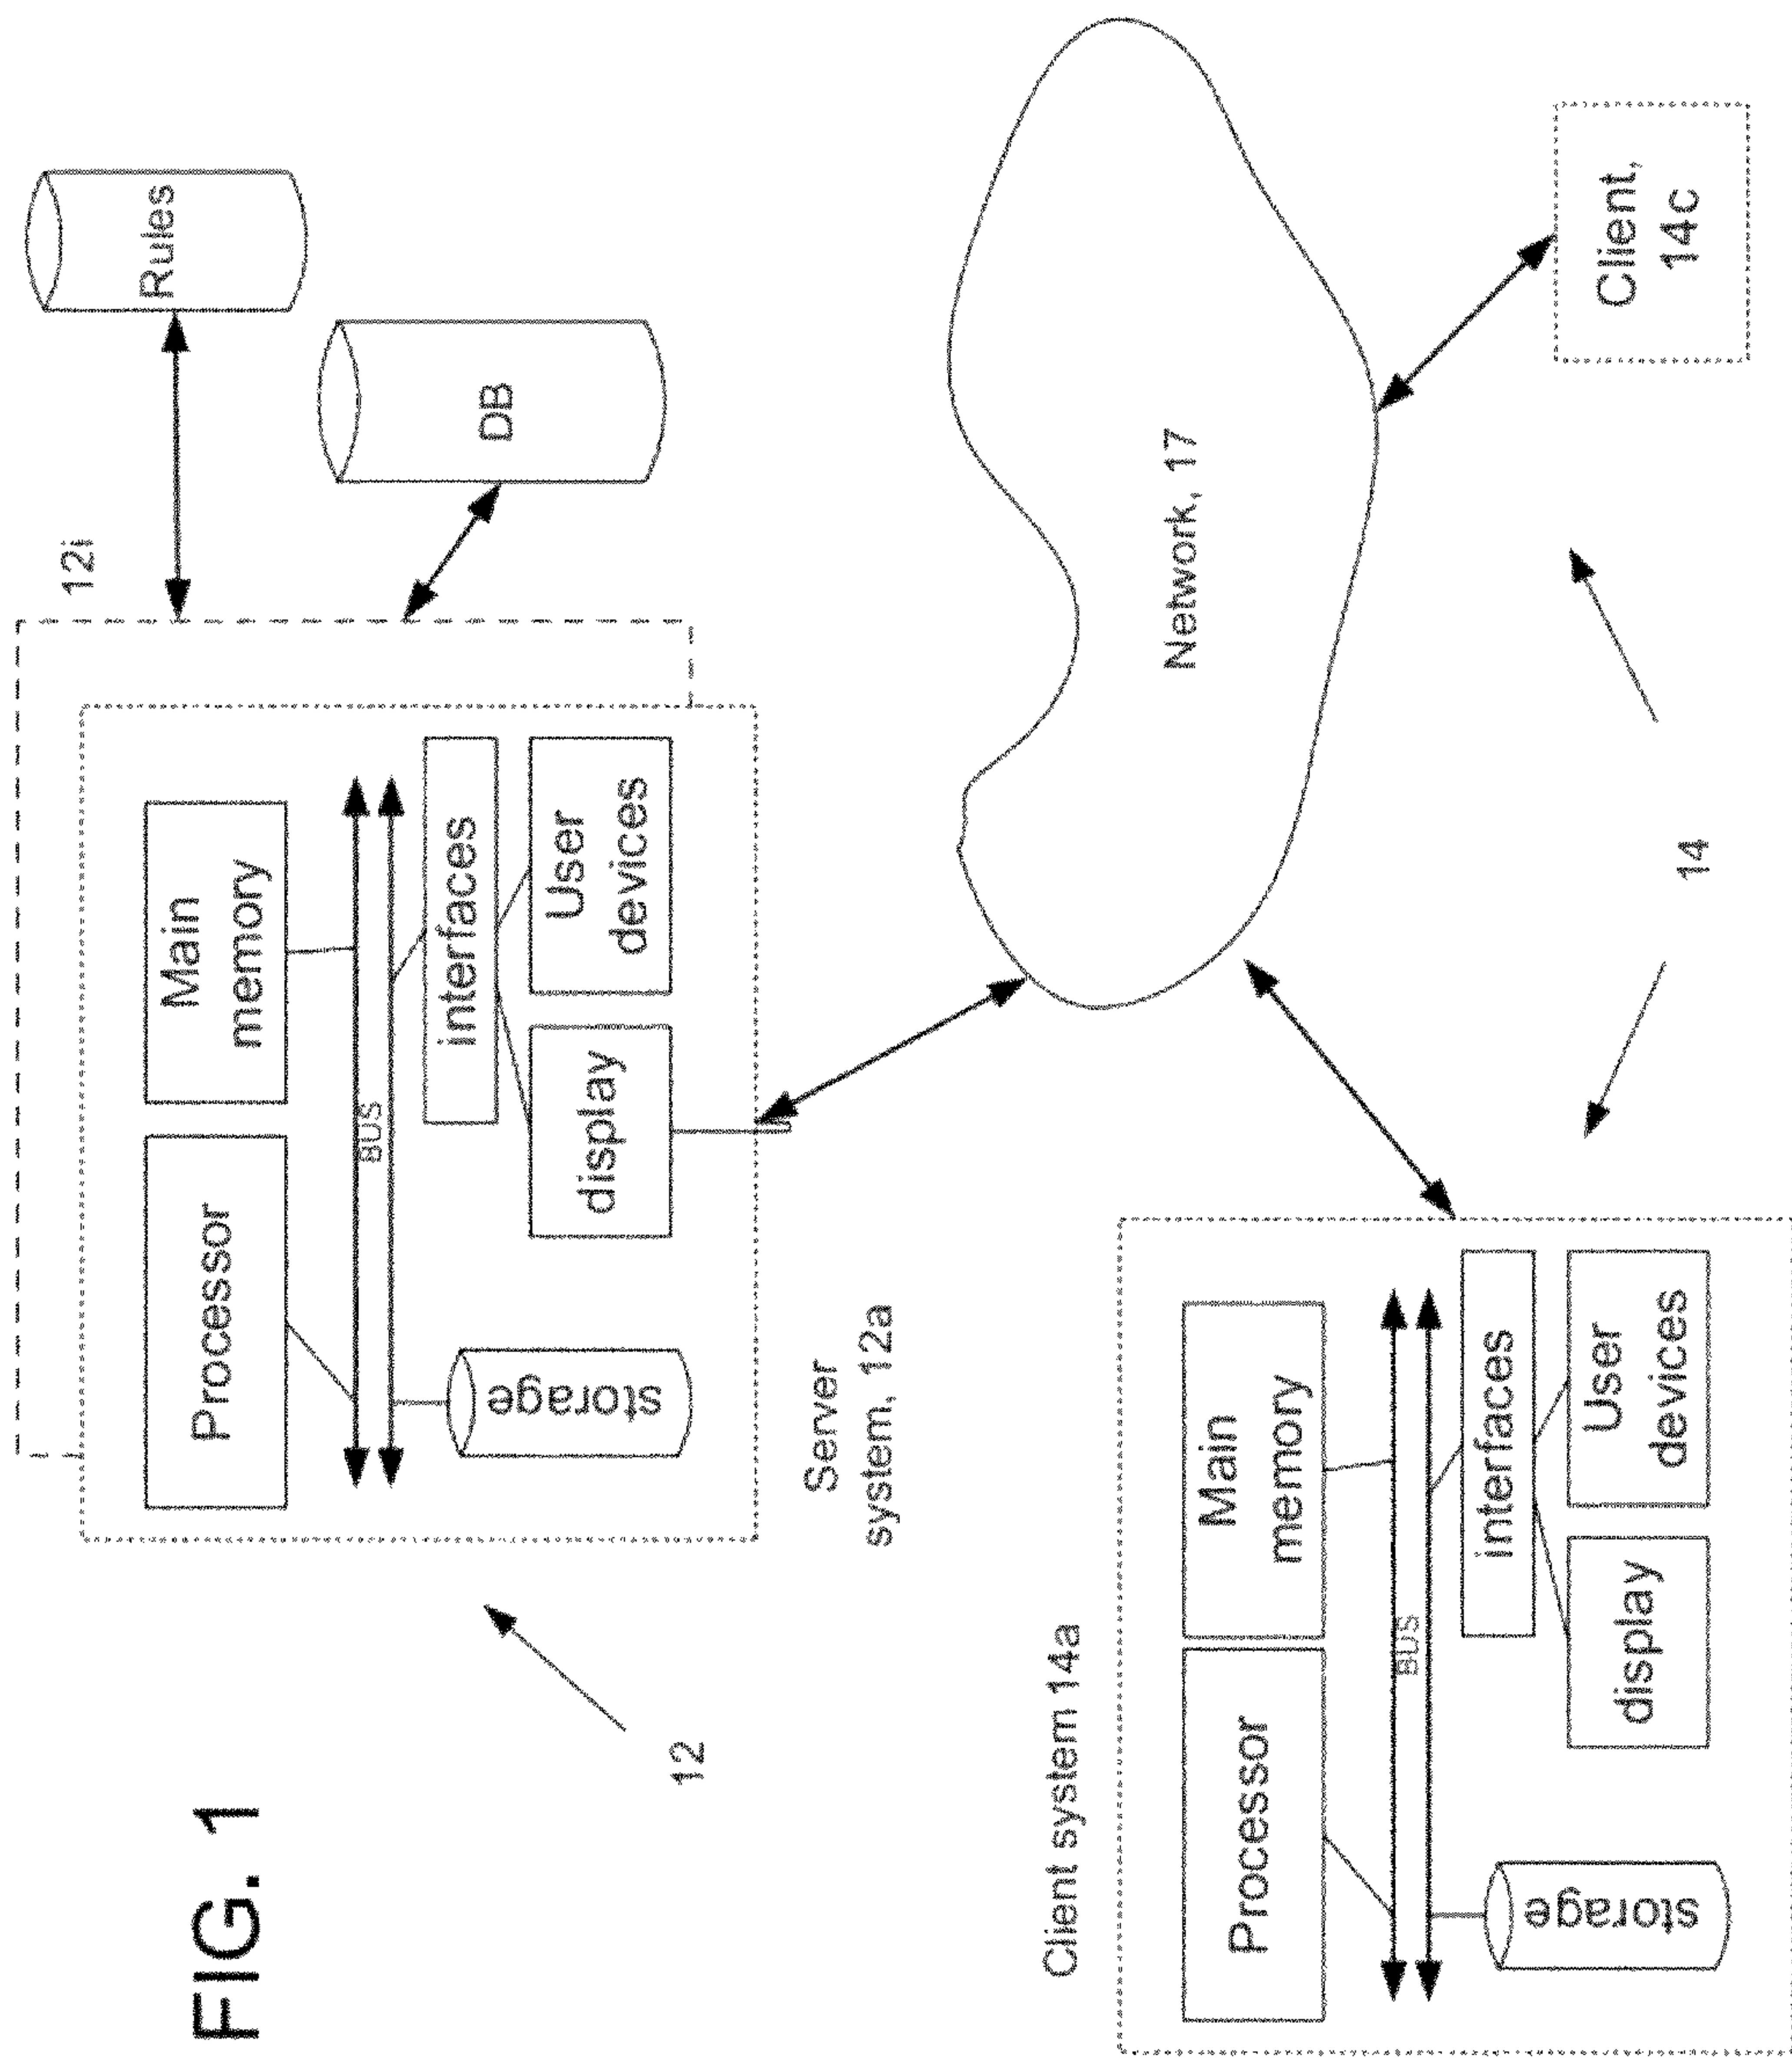 FIG. 1
12
12i
Rules
DB
Processor
Main
memory
BUS
storage
interfaces
display
User
devices
Server
system, 12a
Network, 17
Client system 14a
Processor
Main
memory
BUS
storage
interfaces
display
User
devices
14
Client,
14c